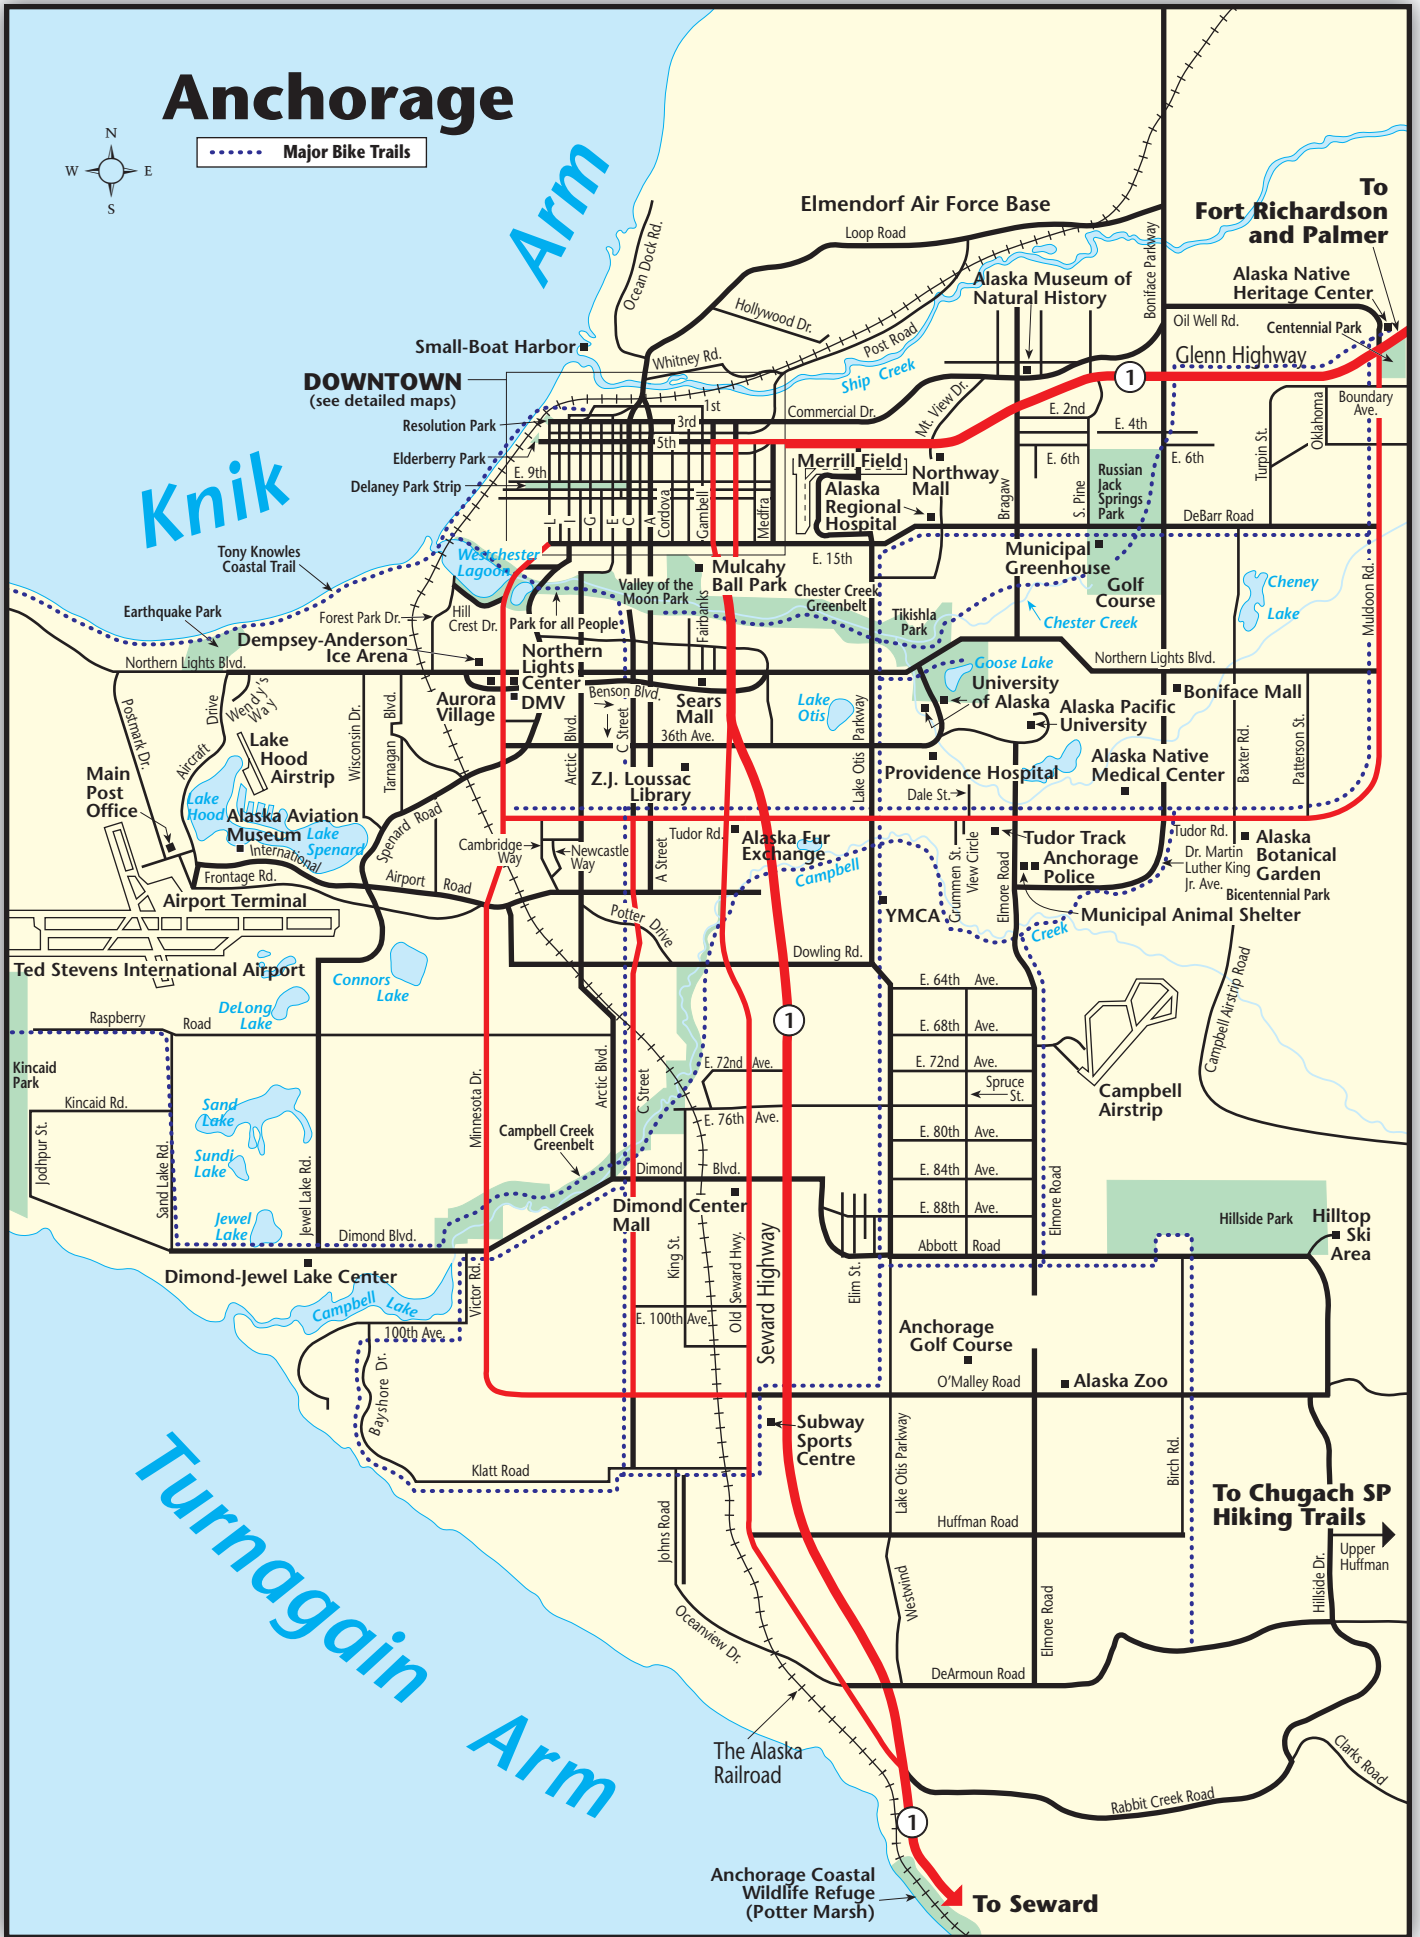 Anchorage
Major Bike Trails
N
W
E
S
Knik
Arm
Elmendorf Air Force Base
Loop Road
Ocean Dock Rd.
Hollywood Dr.
Boniface Parkway
To
Fort Richardson
and Palmer
Alaska Native
Heritage Center
Centennial Park
Oil Well Rd.
Glenn Highway
Alaska Museum of
Natural History
Small-Boat Harbor
Whitney Rd.
Post Road
Ship Creek
DOWNTOWN
(see detailed maps)
Resolution Park
Elderberry Park
Delaney Park Strip
1st
3rd
5th
E. 9th
Commercial Dr.
Mt. View Dr.
1
E. 2nd
E. 4th
E. 6th
E. 6th
Boundary
Ave.
Oklahoma
Turpin St.
Merrill Field
Northway
Mall
Alaska
Regional
Hospital
Bragaw
S. Pine
Russian
Jack
Springs
Park
DeBarr Road
L
I
G
E
C
A
Cordova
Gambell
Medfra
E. 15th
Municipal
Greenhouse
Golf
Course
Muldoon Rd.
Cheney
Lake
Tony Knowles
Coastal Trail
Westchester
Lagoon
Mulcahy
Ball Park
Valley of the
Moon Park
Chester Creek
Greenbelt
Tikishla
Park
Chester Creek
Earthquake Park
Forest Park Dr.
Hill
Crest Dr.
Park for all People
Fairbanks
Dempsey-Anderson
Ice Arena
Northern Lights Blvd.
Northern
Lights
Center
Northern Lights Blvd.
Goose Lake
University
of Alaska
Boniface Mall
Aurora
Village
DMV
Benson Blvd.
Sears
Mall
Lake
Otis
Alaska Pacific
University
36th Ave.
Lake Otis Parkway
Postmark Dr.
Aircraft Drive
Wendy's
Way
Wisconsin Dr.
Tarnagan Blvd.
Arctic Blvd.
C Street
Lake
Hood
Airstrip
Main
Post
Office
Lake
Hood
Alaska Aviation
Museum
Lake
Spenard
Spenard Road
Z.J. Loussac
Library
Providence Hospital
Dale St.
Alaska Native
Medical Center
Baxter Rd.
Patterson St.
International
Airport Road
Frontage Rd.
Airport Terminal
Cambridge
Way
Newcastle
Way
A Street
Tudor Rd.
Alaska Fur
Exchange
Campbell
Creek
Grummen St.
View Circle
Elmore Road
Tudor Track
Anchorage
Police
Tudor Rd.
Dr. Martin
Luther King
Jr. Ave.
Alaska
Botanical
Garden
Bicentennial Park
Municipal Animal Shelter
YMCA
Potter Drive
Dowling Rd.
Ted Stevens International Airport
Connors
Lake
DeLong
Lake
Raspberry Road
E. 64th Ave.
E. 68th Ave.
E. 72nd Ave.
Spruce
St.
Campbell Airstrip Road
Campbell
Airstrip
1
Kincaid
Park
Kincaid Rd.
Jodhpur St.
Sand Lake Rd.
Sand
Lake
Sundi
Lake
Jewel
Lake
Jewel Lake Rd.
Minnesota Dr.
Arctic Blvd.
C Street
E. 72nd Ave.
E. 76th Ave.
E. 80th Ave.
E. 84th Ave.
E. 88th Ave.
Abbott Road
Elmore Road
Campbell Creek
Greenbelt
Dimond Blvd.
Dimond Center
Mall
Dimond Blvd.
Dimond-Jewel Lake Center
Campbell Lake
Victor Rd.
100th Ave.
Bayshore Dr.
Klatt Road
King St.
Old Seward Hwy.
Seward Highway
E. 100th Ave.
Elim St.
Hillside Park
Hilltop
Ski
Area
Anchorage
Golf Course
O'Malley Road
Alaska Zoo
Subway
Sports
Centre
Lake Otis Parkway
Birch Rd.
To Chugach SP
Hiking Trails
Upper
Huffman
Huffman Road
Johns Road
Westwind
Elmore Road
Hillside Dr.
Oceanview Dr.
DeArmoun Road
Turnagain
Arm
The Alaska
Railroad
Clarks Road
Rabbit Creek Road
1
Anchorage Coastal
Wildlife Refuge
(Potter Marsh)
To Seward